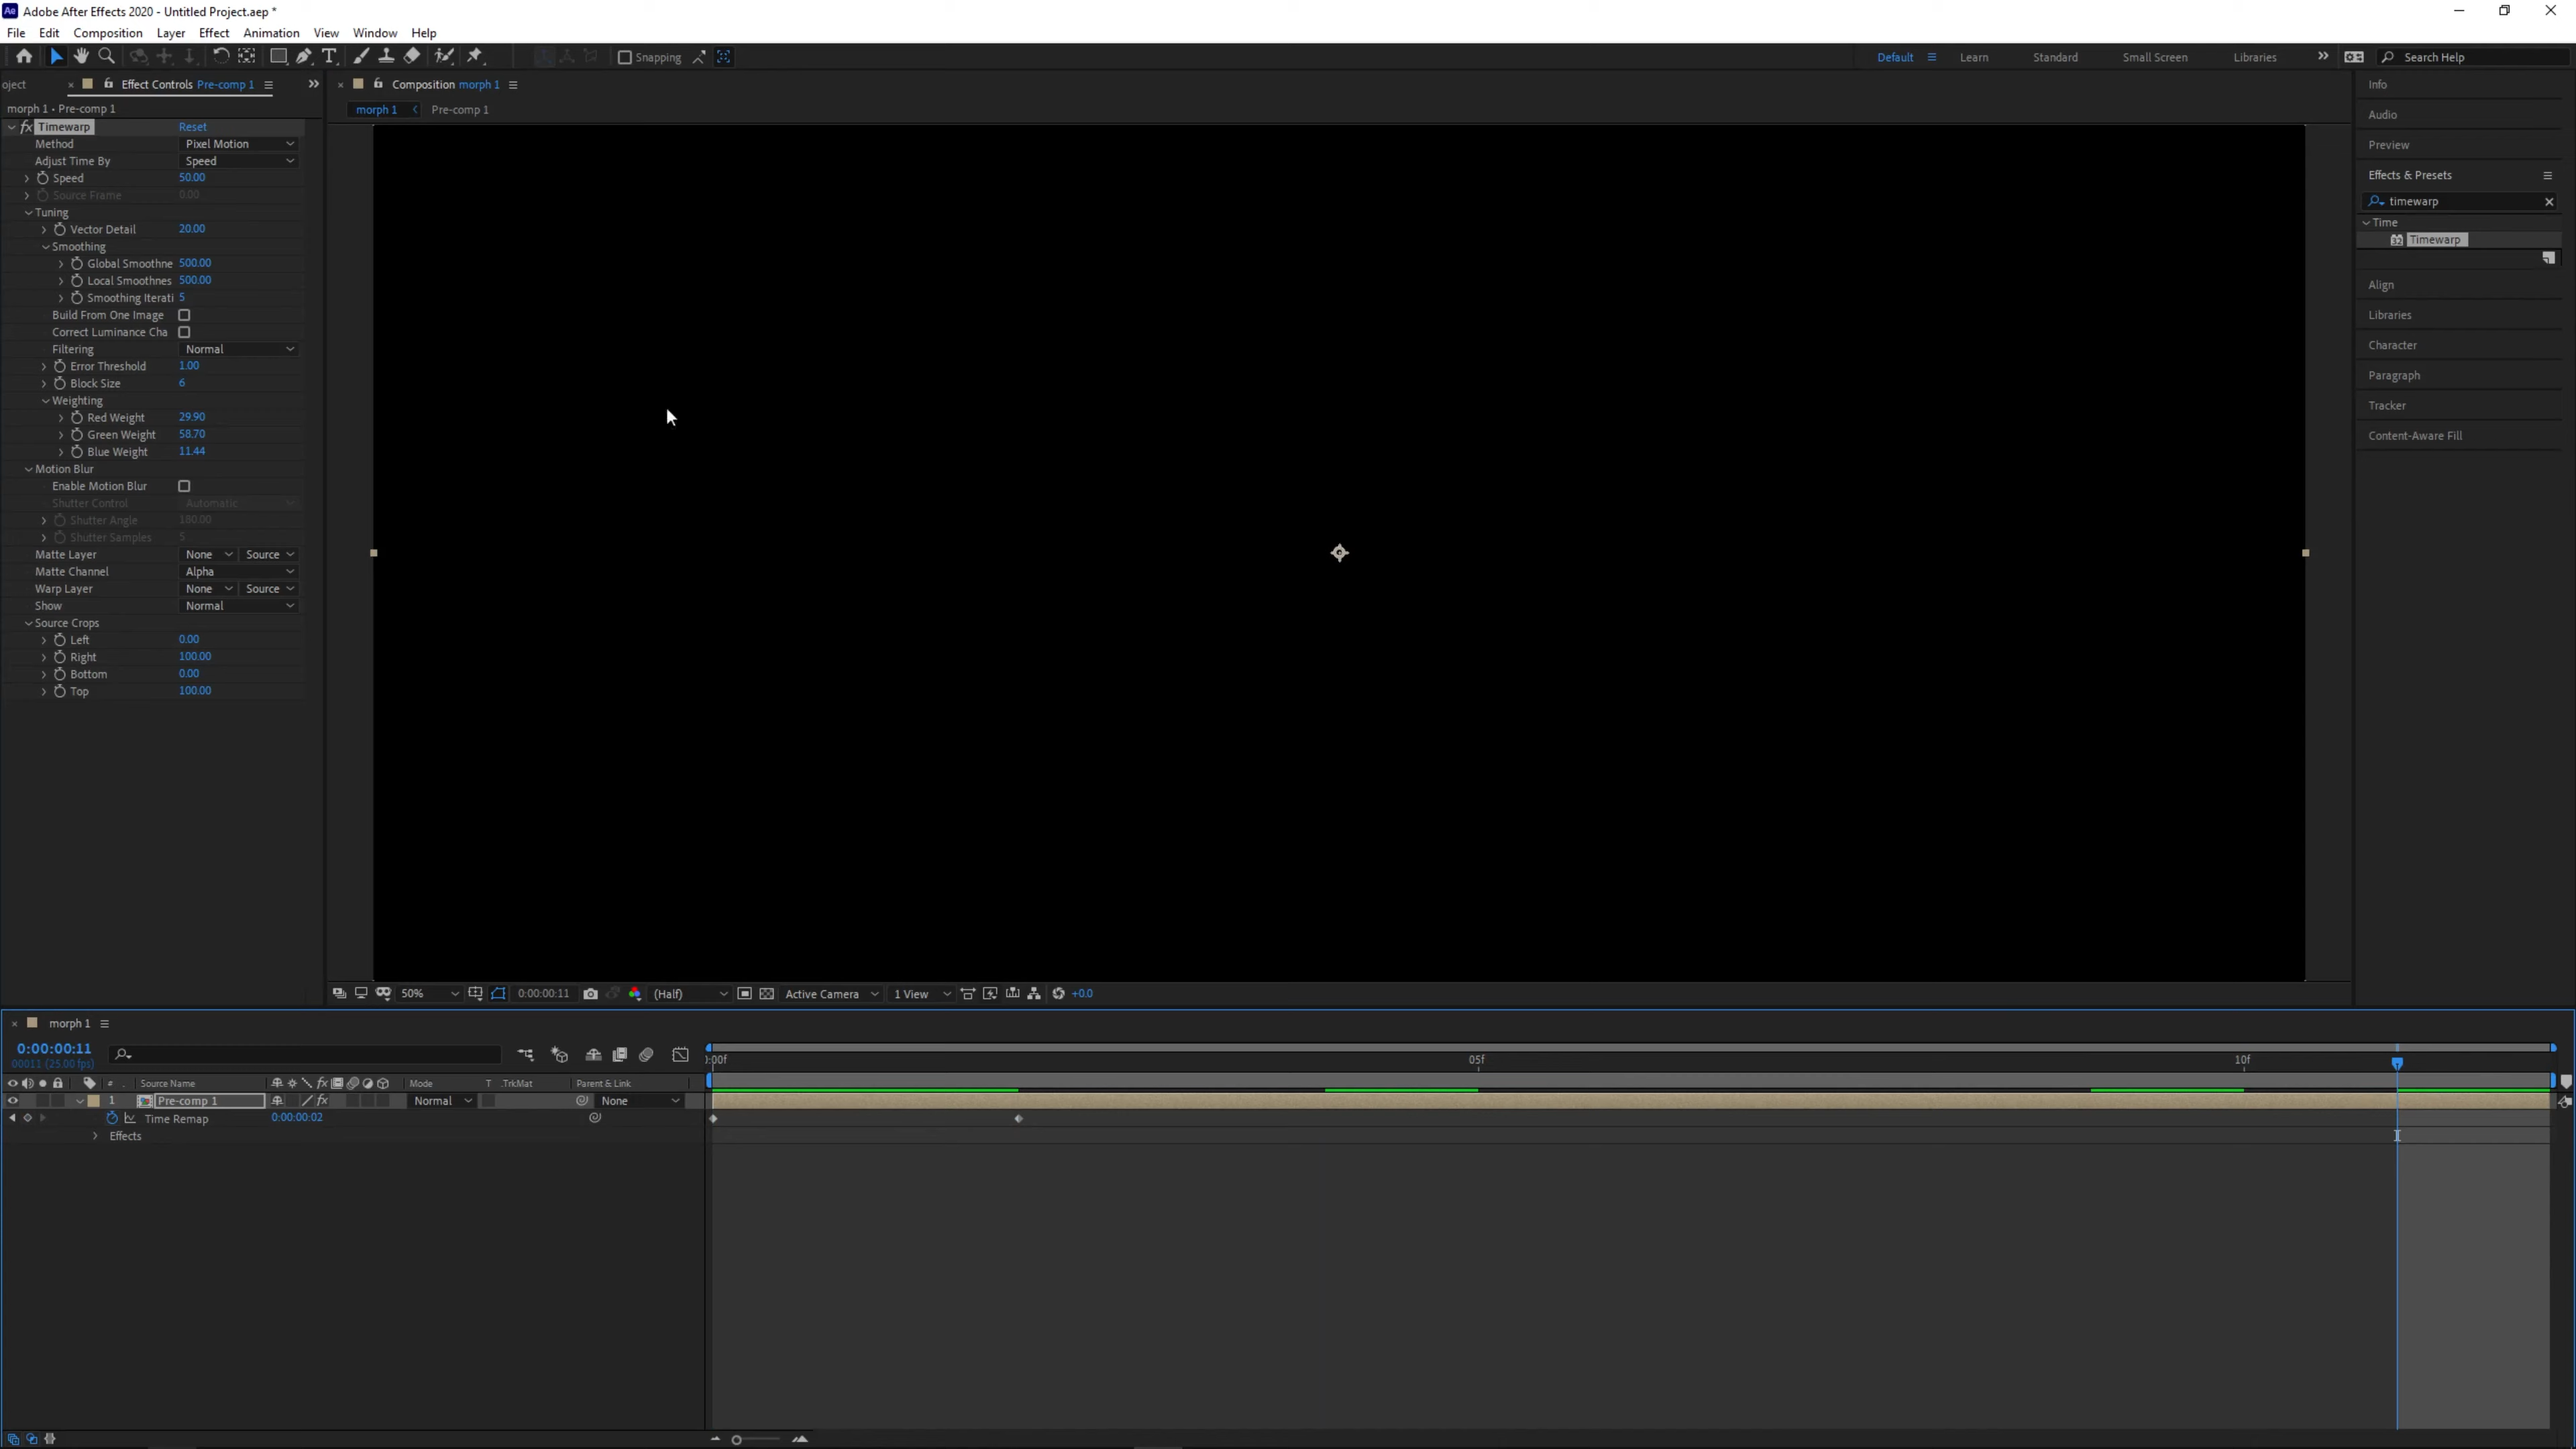 Adobe After Effects 2020 - Untitled Project.aep *
File Edit Composition Layer Effect Animation View Window Help
Snapping Default Learn Standard Small Screen Libraries Search Help
oject Effect Controls Pre-comp 1
Composition morph 1
Info
morph 1 • Pre-comp 1
morph 1 Pre-comp 1
Audio
Timewarp Reset
Method Pixel Motion
Preview
Adjust Time By Speed
Speed 50.00
Effects & Presets
Source Frame 0.00
timewarp
Tuning
Time
Vector Detail 20.00
Timewarp
Smoothing
Global Smoothne 500.00
Local Smoothnes 500.00
Align
Smoothing Iterati 5
Build From One Image
Libraries
Correct Luminance Cha
Filtering Normal
Character
Error Threshold 1.00
Paragraph
Block Size 6
Weighting
Tracker
Red Weight 29.90
Green Weight 58.70
Content-Aware Fill
Blue Weight 11.44
Motion Blur
Enable Motion Blur
Shutter Control Automatic
Shutter Angle 180.00
Shutter Samples 5
Matte Layer None Source
Matte Channel Alpha
Warp Layer None Source
Show Normal
Source Crops
Left 0.00
Right 100.00
Bottom 0.00
Top 100.00
50% 0:00:00:11 (Half) Active Camera 1 View +0.0
morph 1
0:00:00:11
00011 (25.00 fps)
):00f 05f 10f
# Source Name fx Mode T .TrkMat Parent & Link
1 Pre-comp 1 fx Normal None
Time Remap 0:00:00:02
Effects